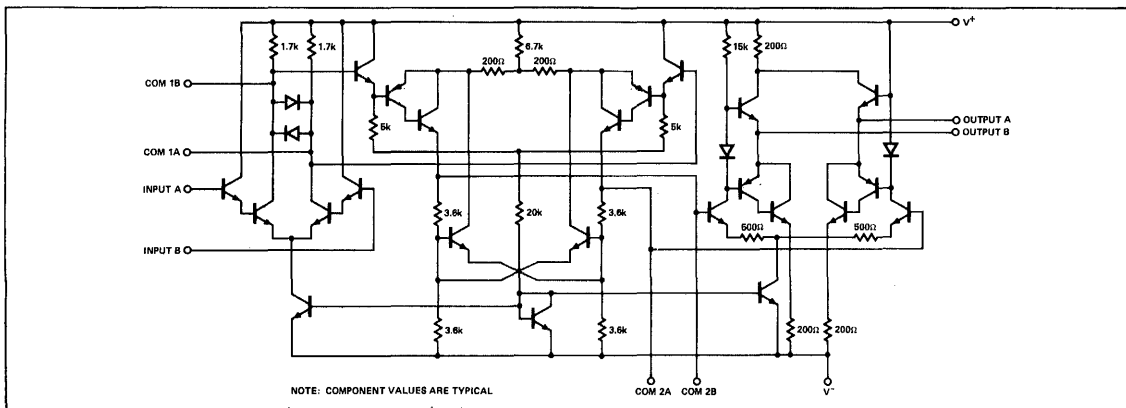 V+
1.7k 1.7k 6.7k 15k 200Ω
200Ω 200Ω
COM 1B
5k 5k
OUTPUT A
OUTPUT B
COM 1A
INPUT A
3.6k 20k 3.6k
600Ω 500Ω
INPUT B
3.6k 3.6k 200Ω 200Ω
NOTE: COMPONENT VALUES ARE TYPICAL
COM 2A COM 2B V-